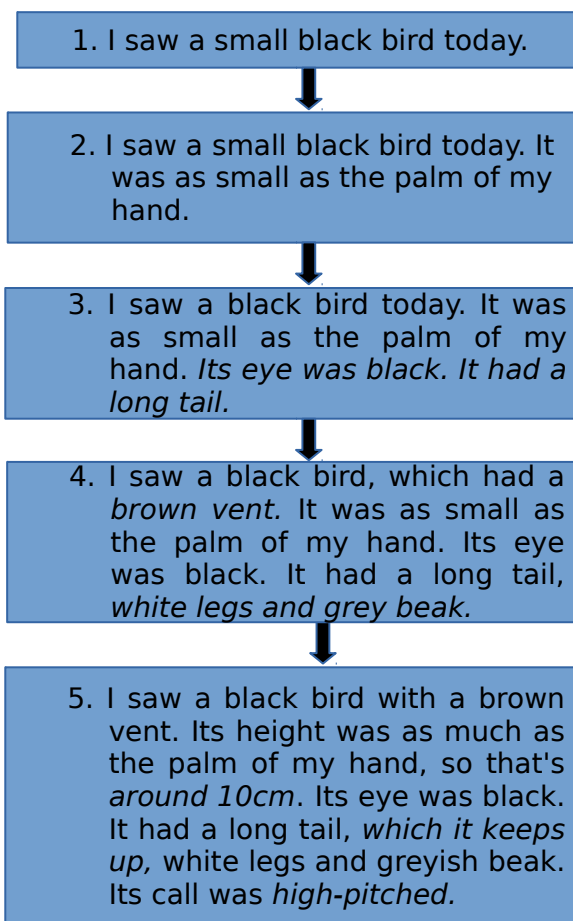 1. I saw a small black bird today.
2. I saw a small black bird today. It
was as small as the palm of my
hand.
3. I saw a black bird today. It was
as small as the palm of my
hand. Its eye was black. It had a
long tail.
4. I saw a black bird, which had a
brown vent. It was as small as
the palm of my hand. Its eye
was black. It had a long tail,
white legs and grey beak.
5. I saw a black bird with a brown
vent. Its height was as much as
the palm of my hand, so that's
around 10cm. Its eye was black.
It had a long tail, which it keeps
up, white legs and greyish beak.
Its call was high-pitched.